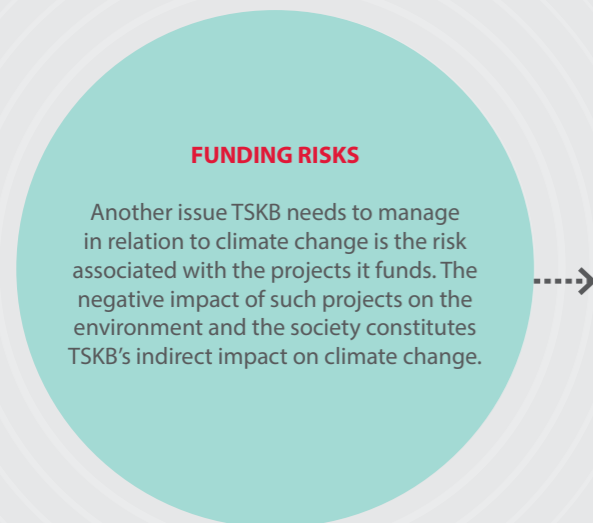 FUNDING RISKS
Another issue TSKB needs to manage
in relation to climate change is the risk
associated with the projects it funds. The
negative impact of such projects on the
environment and the society constitutes
TSKB's indirect impact on climate change.